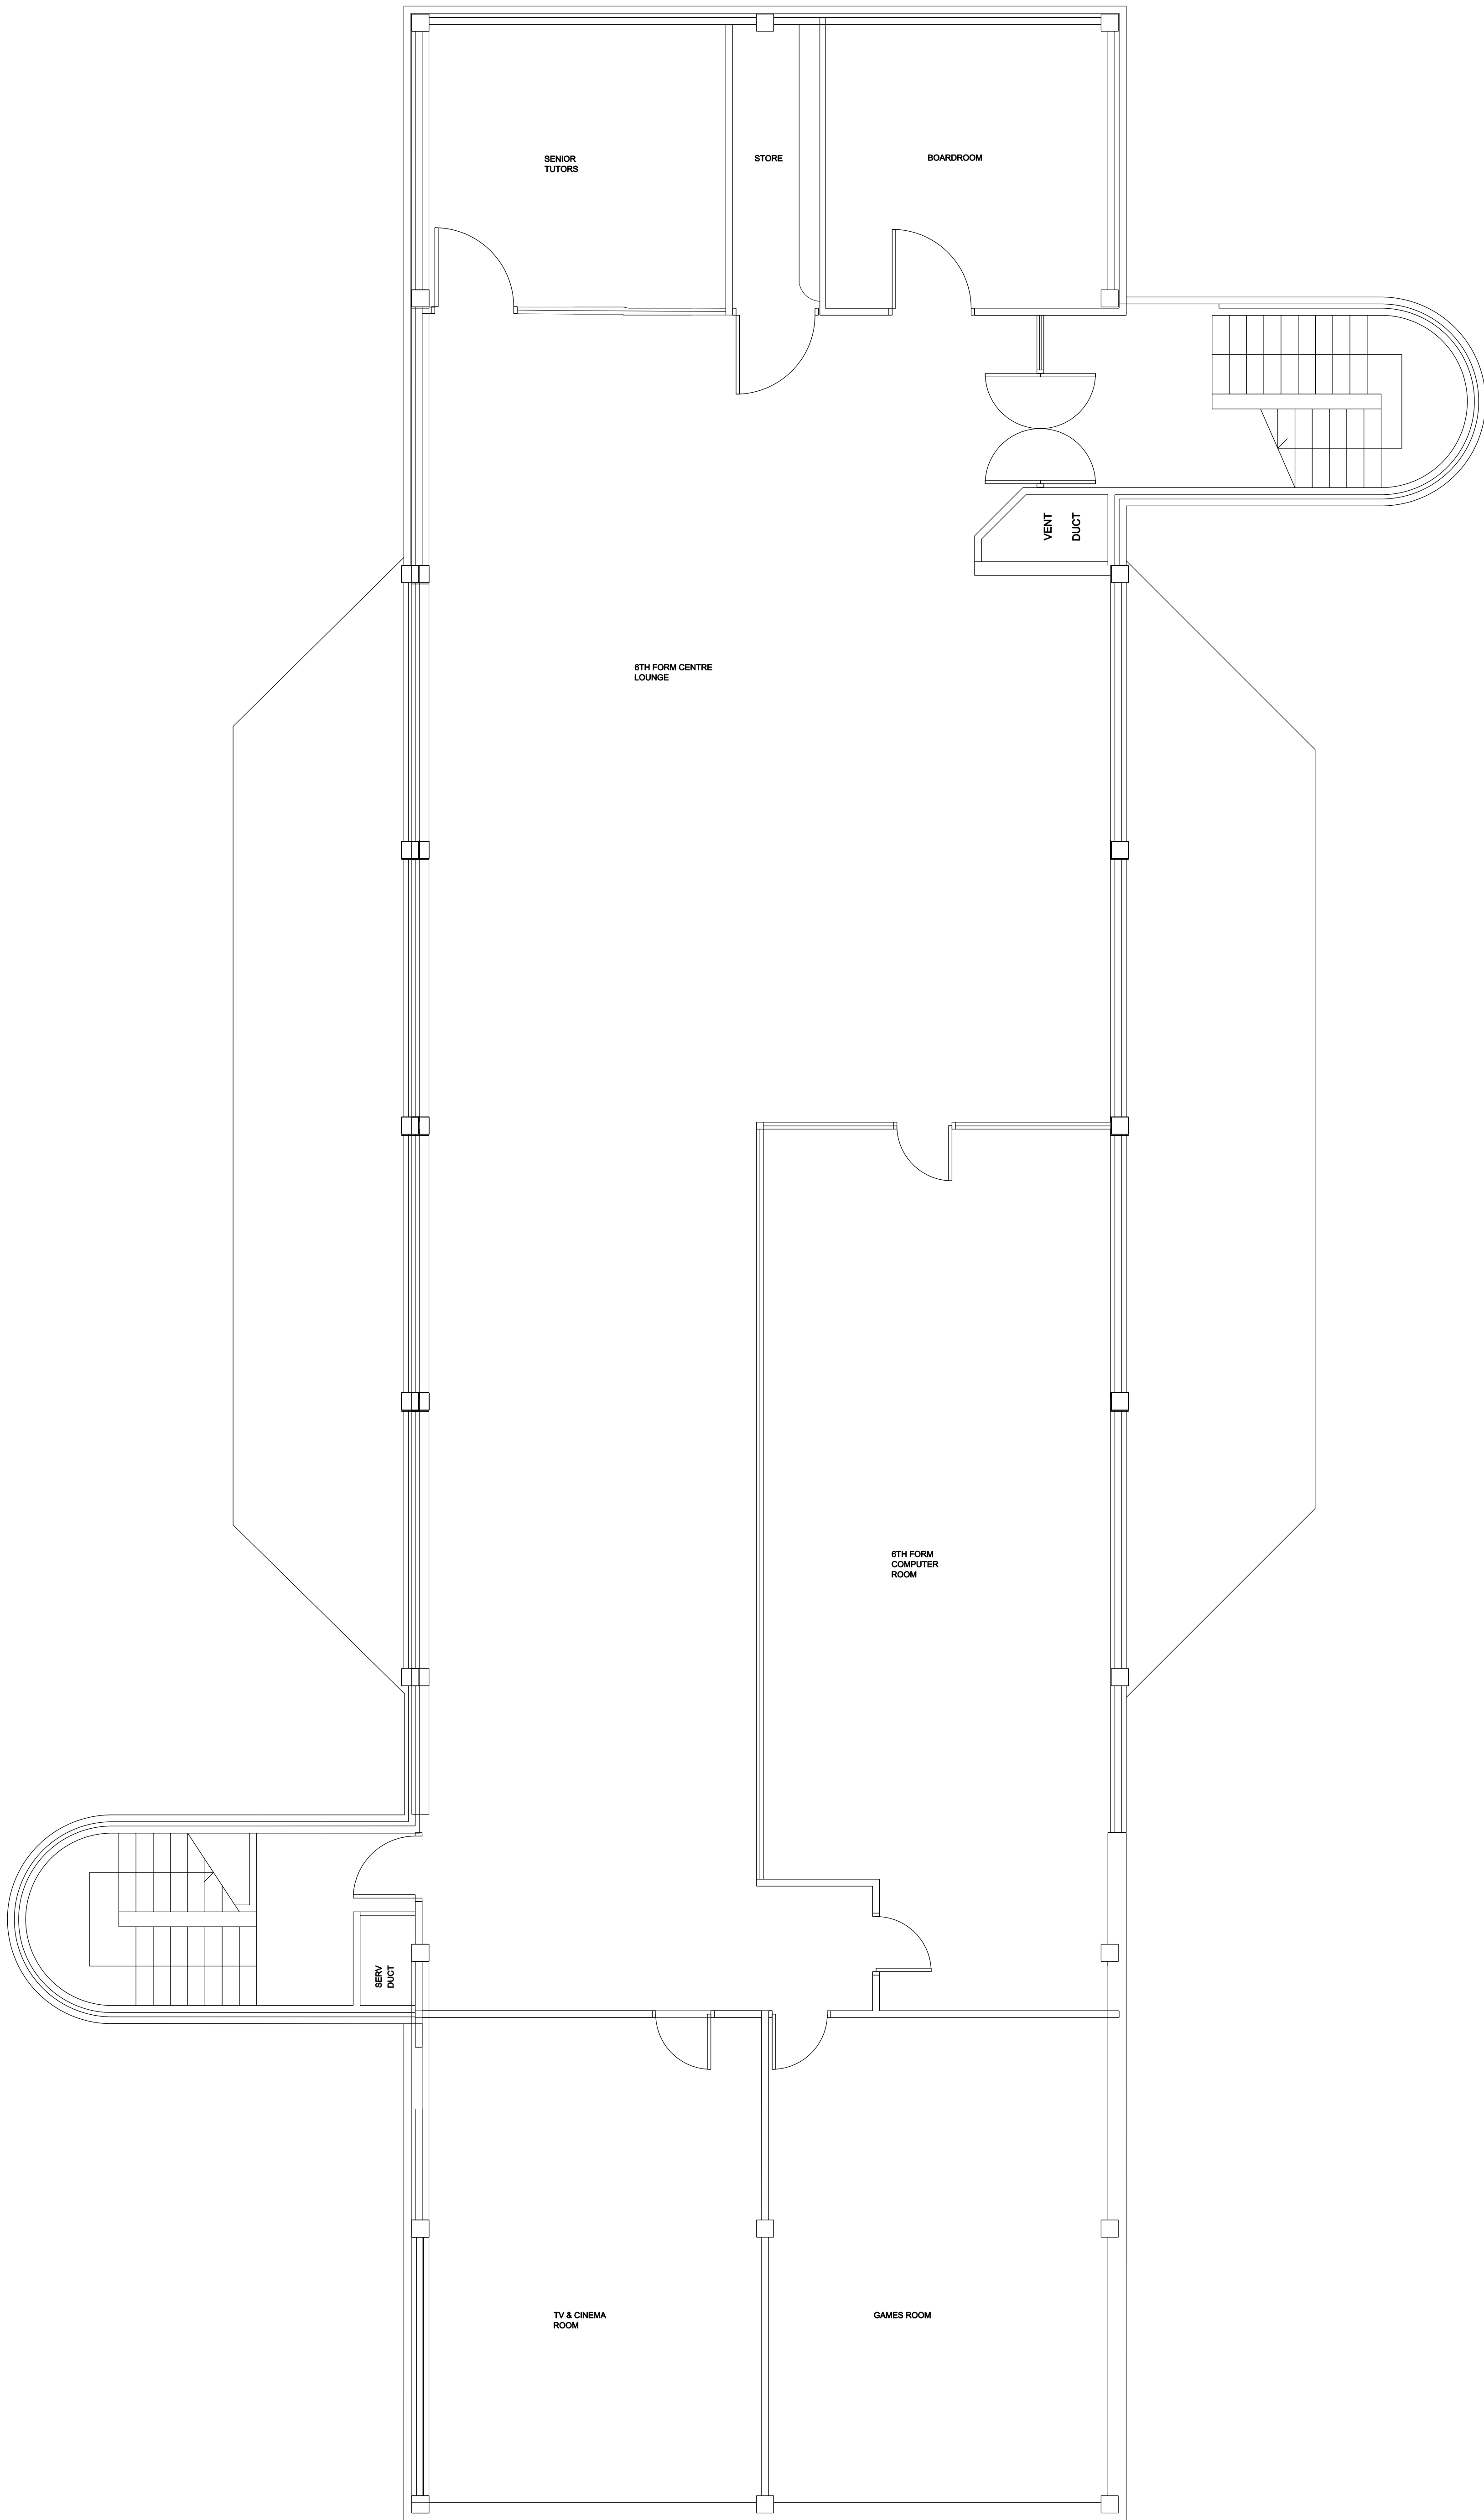 SENIOR
TUTORS
STORE
BOARDROOM
VENT
DUCT
6TH FORM CENTRE
LOUNGE
6TH FORM
COMPUTER
ROOM
SERV
DUCT
TV & CINEMA
ROOM
GAMES ROOM